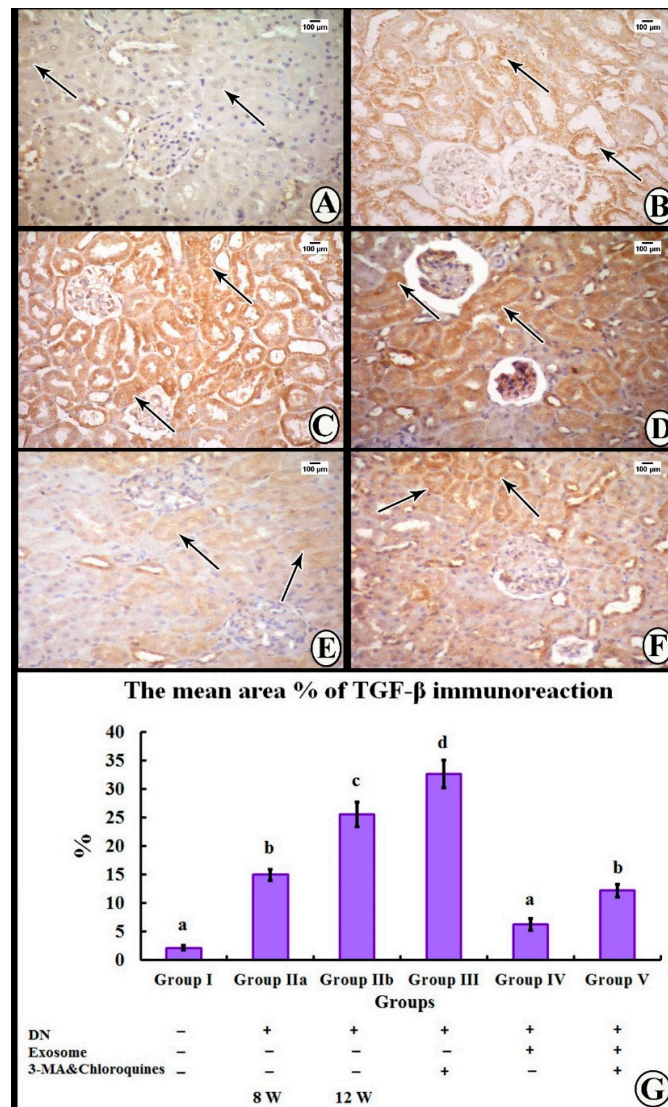 100 µm
100 µm
A
B
100 µm
100 µm
C
D
100 µm
100 µm
E
F
The mean area % of TGF-β immunoreaction
40
35
30
25
20
15
10
5
0
%
a
b
c
d
a
b
Group I Group IIa Group IIb Group III Group IV Group V
Groups
DN – + + + + +
Exosome – – – – + +
3-MA&Chloroquines – – – + – +
8 W 12 W
G